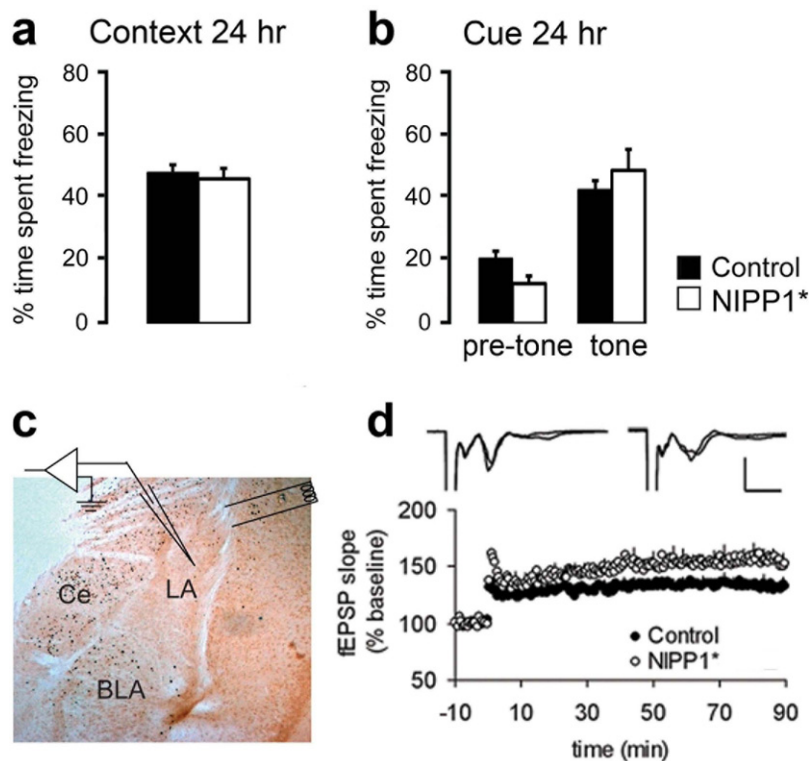 a Context 24 hr
% time spent freezing
80
60
40
20
0
b Cue 24 hr
% time spent freezing
80
60
40
20
0
pre-tone tone
Control
NIPP1*
c
Ce
LA
BLA
d
fEPSP slope
(% baseline)
200
150
100
50
Control
NIPP1*
-10 10 30 50 70 90
time (min)